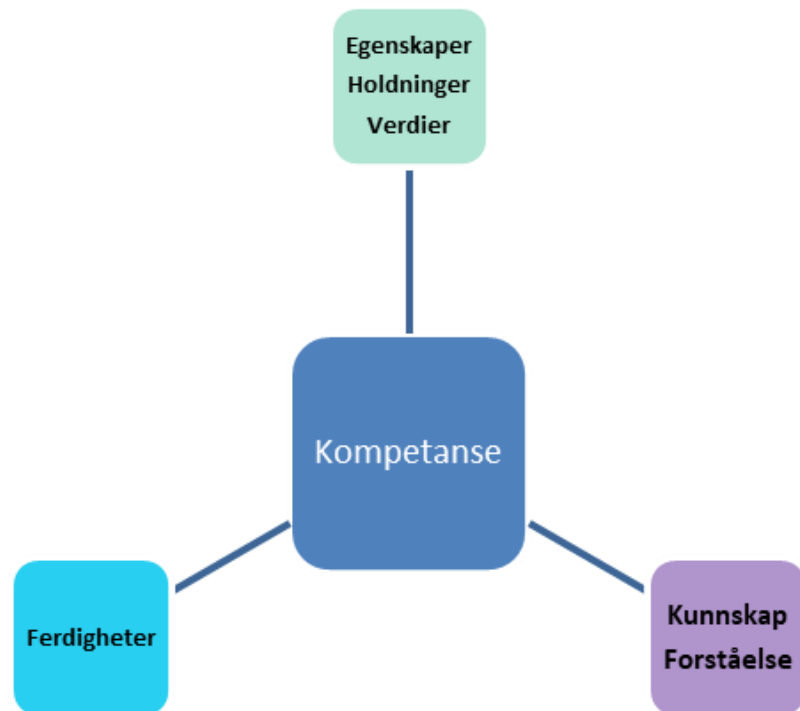 Egenskaper
Holdninger
Verdier
Kompetanse
Ferdigheter
Kunnskap
Forståelse